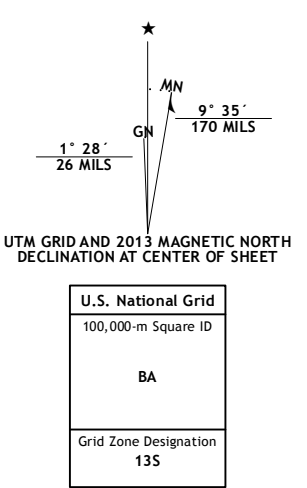 ★
MN
9° 35´
170 MILS
GN
1° 28´
26 MILS
UTM GRID AND 2013 MAGNETIC NORTH
DECLINATION AT CENTER OF SHEET
U.S. National Grid
100,000-m Square ID
BA
Grid Zone Designation
13S